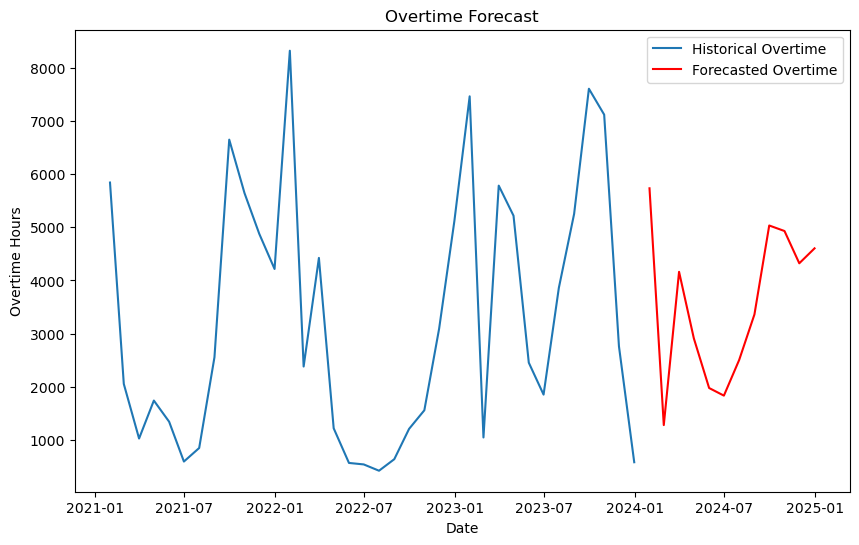 Overtime Forecast
Historical Overtime
Forecasted Overtime
Overtime Hours
8000
7000
6000
5000
4000
3000
2000
1000
2021-01 2021-07 2022-01 2022-07 2023-01 2023-07 2024-01 2024-07 2025-01
Date